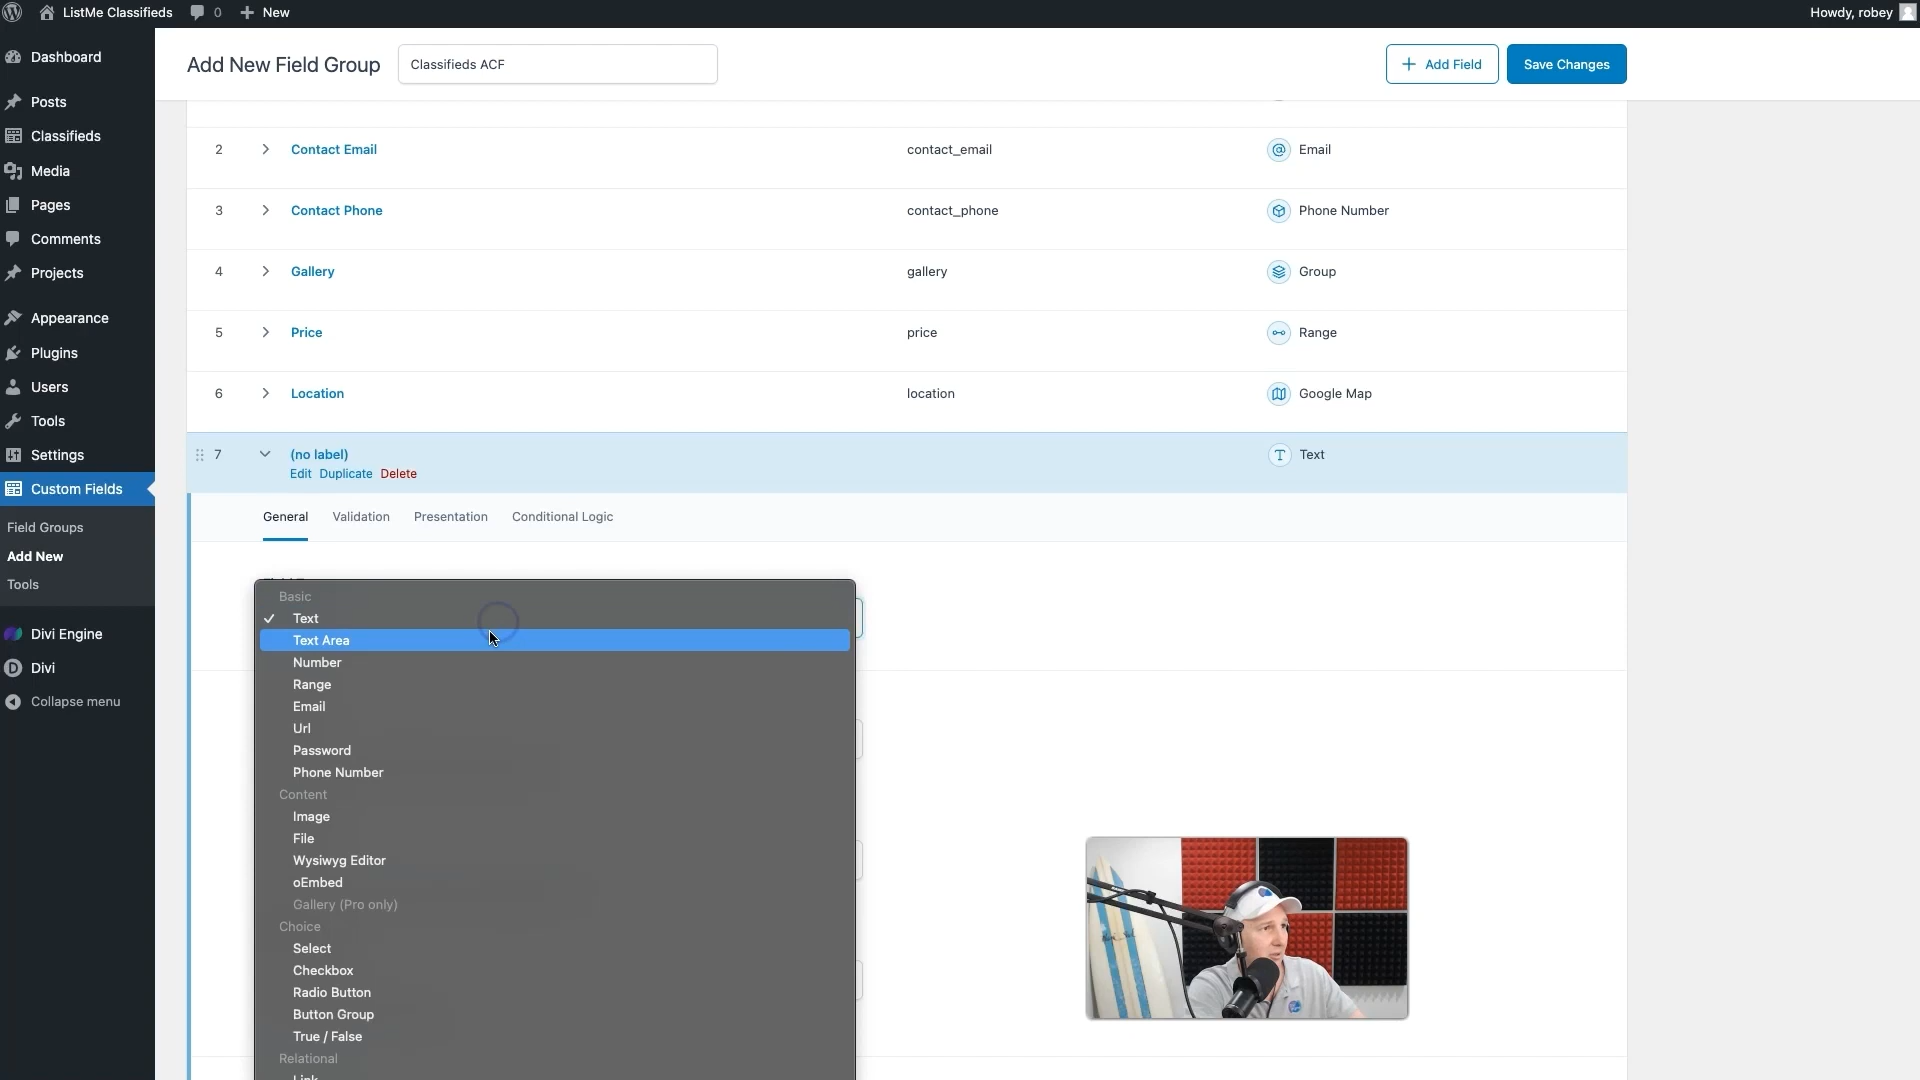 ListMe Classifieds 0 + New Howdy, robey
Dashboard
Posts
Classifieds
Media
Pages
Comments
Projects
Appearance
Plugins
Users
Tools
Settings
Custom Fields
Field Groups
Add New
Tools
Divi Engine
Divi
Collapse menu
Add New Field Group Classifieds ACF + Add Field Save Changes
2 Contact Email contact_email Email
3 Contact Phone contact_phone Phone Number
4 Gallery gallery Group
5 Price price Range
6 Location location Google Map
7 (no label) Text
Edit Duplicate Delete
General Validation Presentation Conditional Logic
Basic
Text
Text Area
Number
Range
Email
Url
Password
Phone Number
Content
Image
File
Wysiwyg Editor
oEmbed
Gallery (Pro only)
Choice
Select
Checkbox
Radio Button
Button Group
True / False
Relational
Link